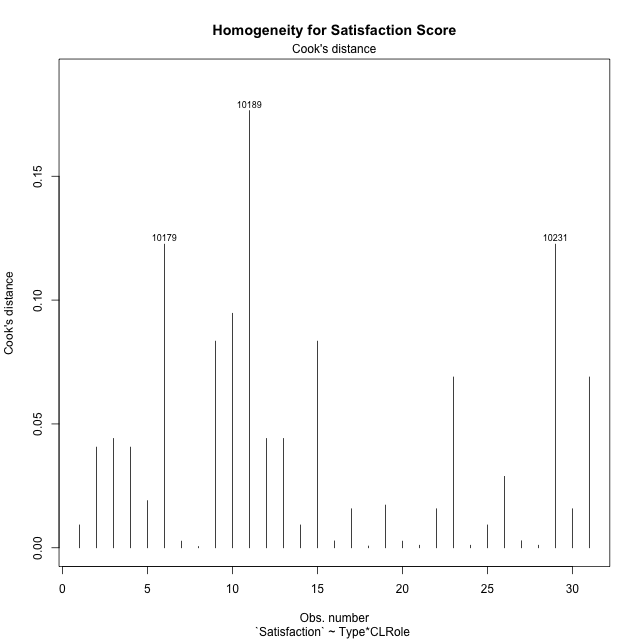 Homogeneity for Satisfaction Score
Cook's distance
10189
10179
10231
Cook's distance
0.15
0.10
0.05
0.00
0 5 10 15 20 25 30
Obs. number
`Satisfaction` ~ Type*CLRole